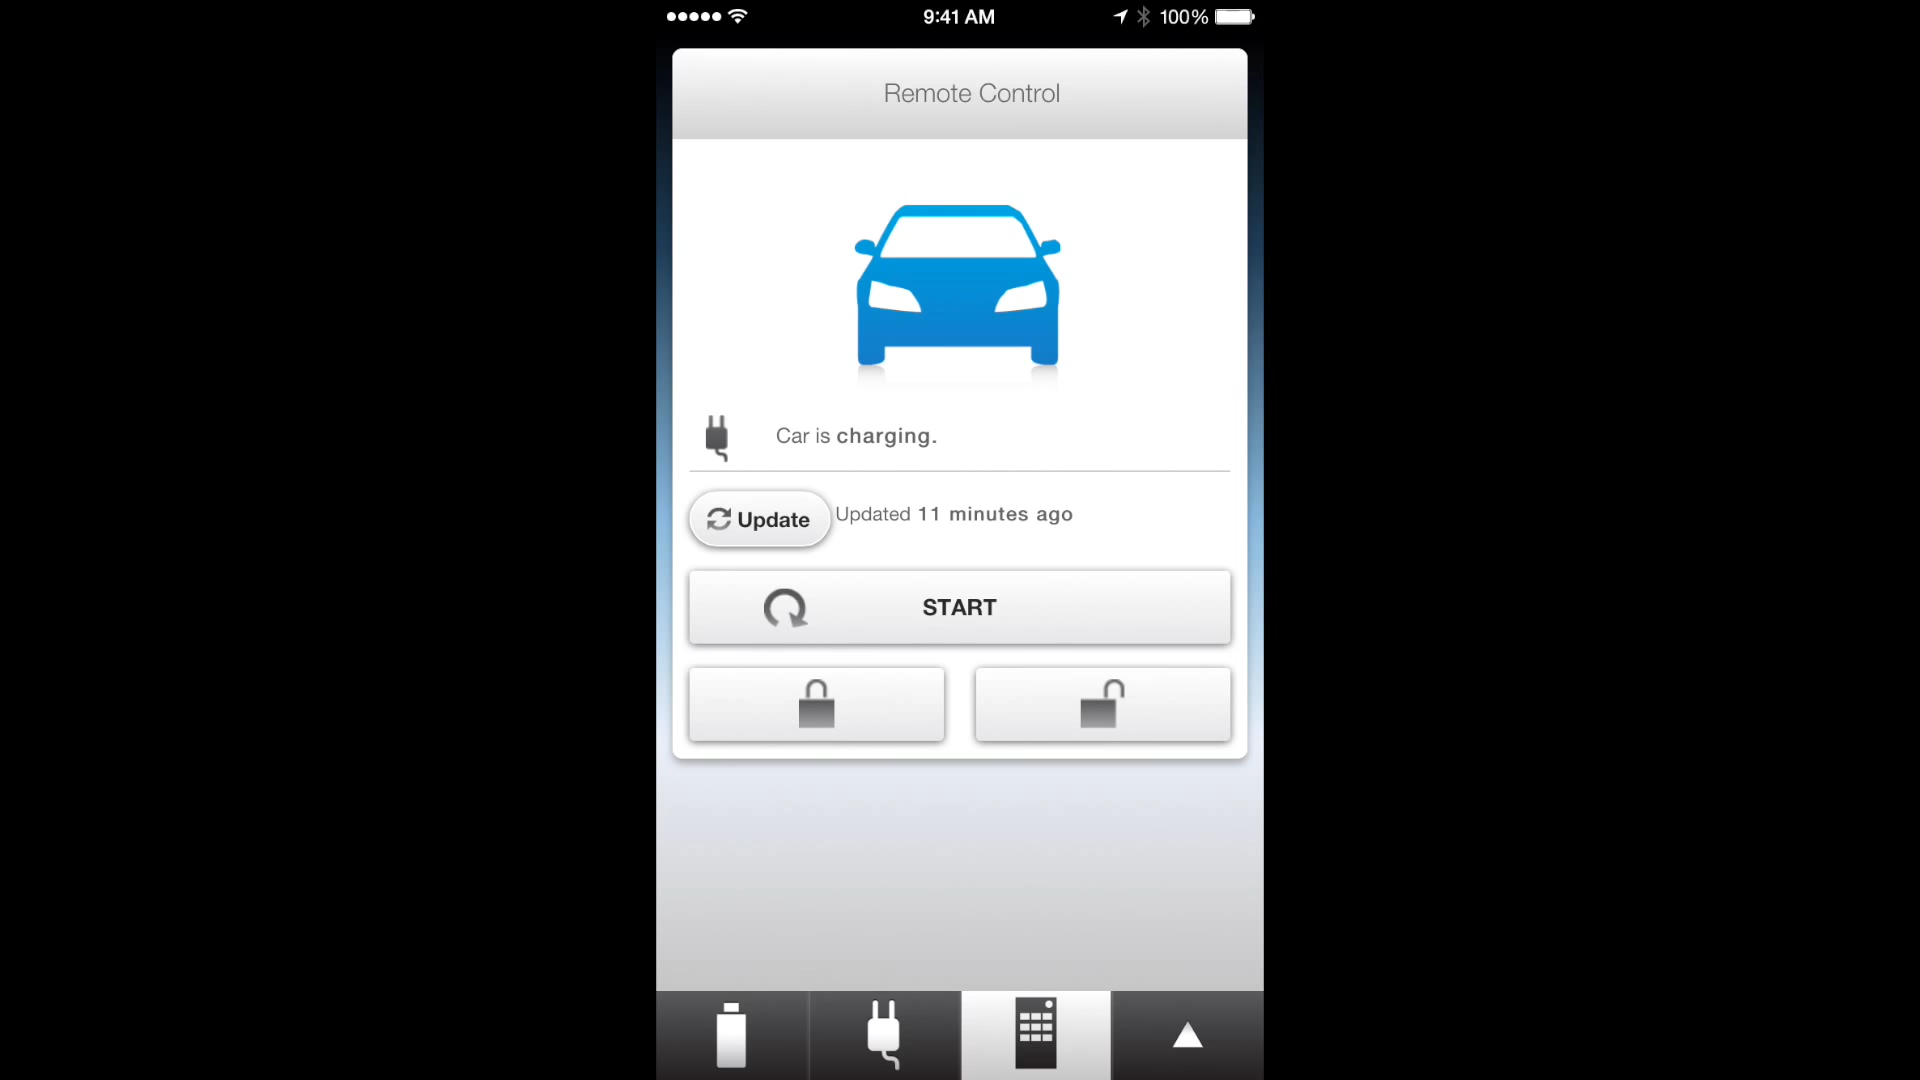 9:41 AM
100%
Remote Control
Car is charging.
Update
Updated 11 minutes ago
START